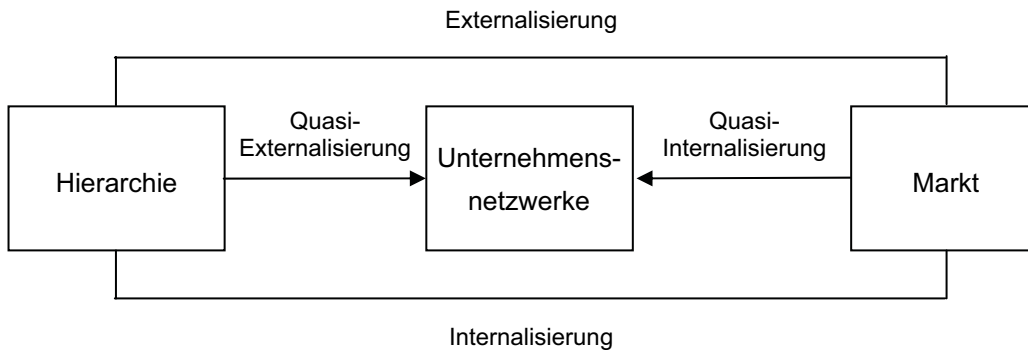 Externalisierung
Quasi-
Externalisierung
Quasi-
Internalisierung
Hierarchie
Unternehmens-
netzwerke
Markt
Internalisierung